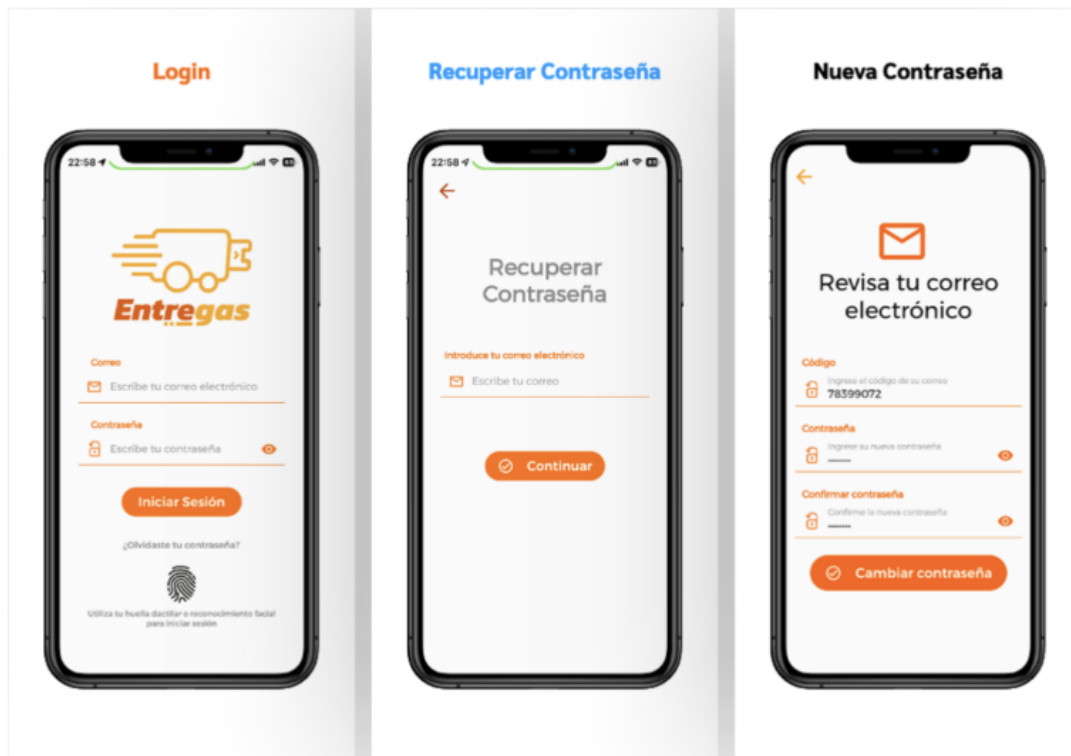 Login
22:58
Entregas
Correo
Escribe tu correo electrónico
Contraseña
Escribe tu contraseña
Iniciar Sesión
¿Olvidaste tu contraseña?
Utiliza tu huella dactilar o reconocimiento facial
para iniciar sesión
Recuperar Contraseña
22:58
Recuperar
Contraseña
Introduce tu correo electrónico
Escribe tu correo
Continuar
Nueva Contraseña
Revisa tu correo
electrónico
Código
Ingrese el código de su correo
78399072
Contraseña
Ingrese su nueva contraseña
Confirmar contraseña
Confirme la nueva contraseña
Cambiar contraseña